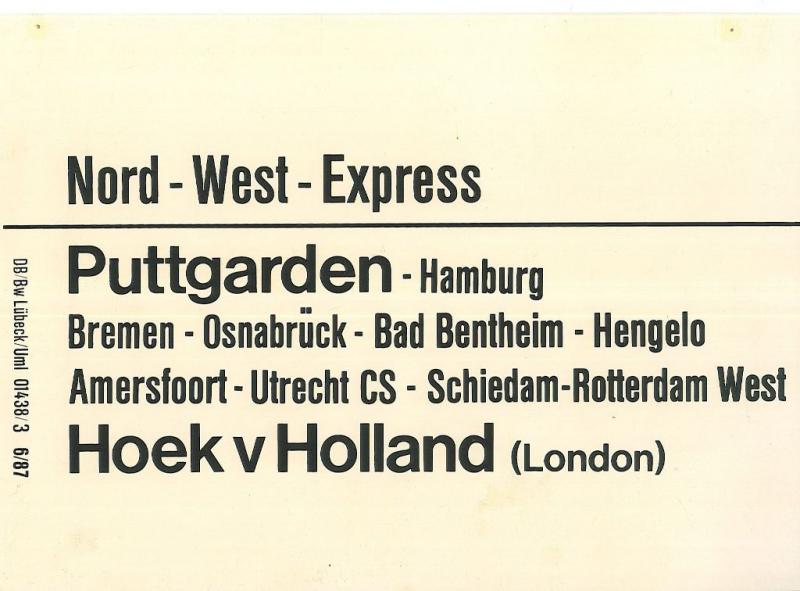 Nord - West - Express
Puttgarden - Hamburg
Bremen - Osnabrück - Bad Bentheim - Hengelo
Amersfoort - Utrecht CS - Schiedam-Rotterdam West
Hoek v Holland (London)
DB/Bw Lübeck/Uml 01438/3 6/87